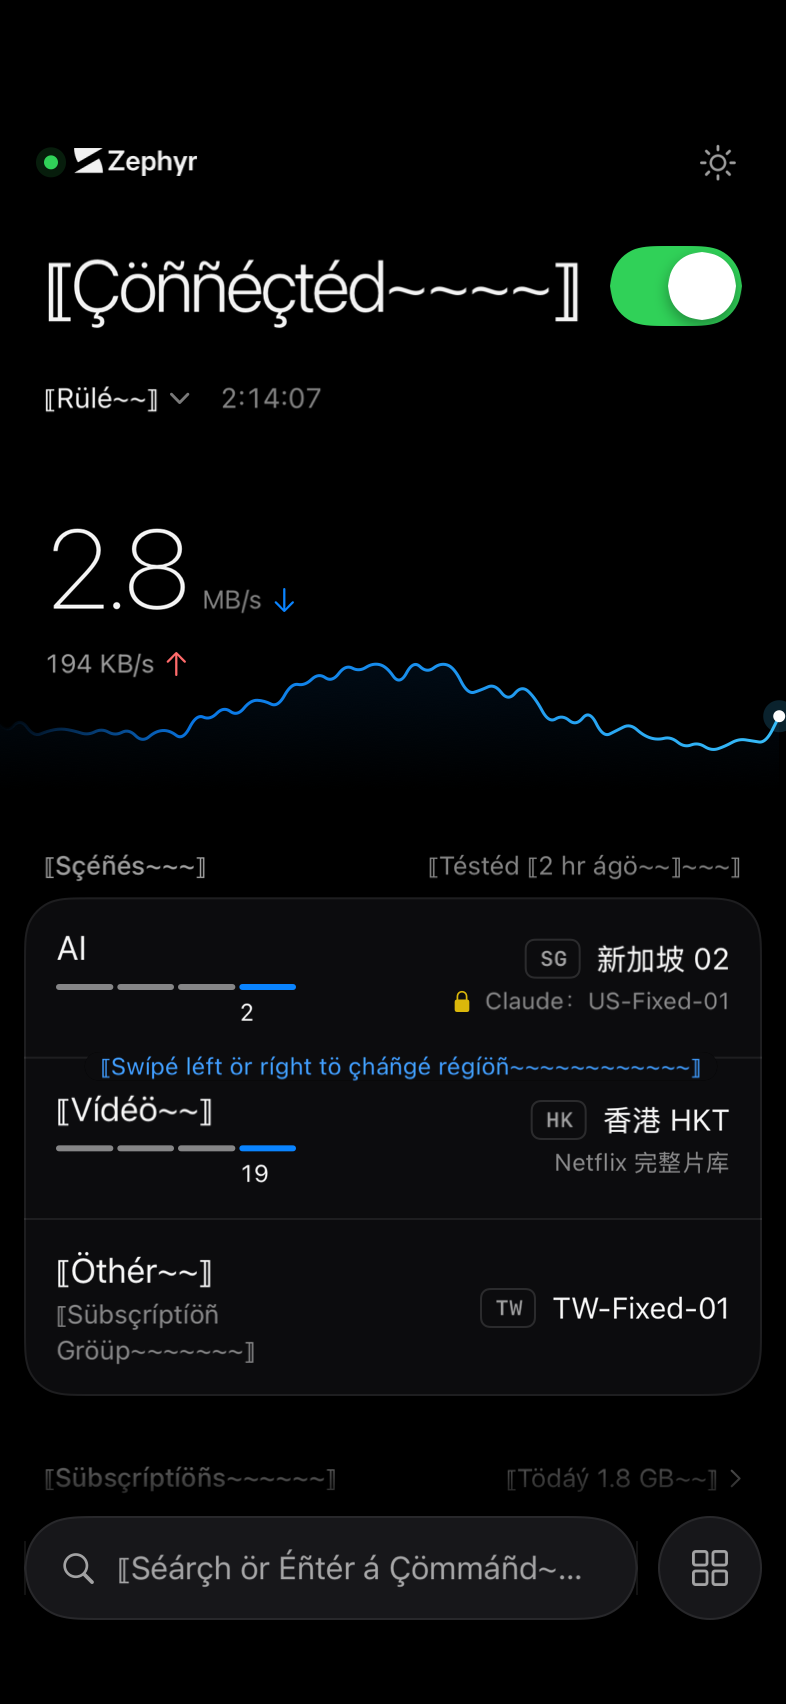 Zephyr
⟦Çöññéçtéd~~~~⟧
⟦Rülé~~⟧ 2:14:07
2.8 MB/s ↓
194 KB/s ↑
⟦Sçéñés~~~⟧ ⟦Téstéd ⟦2 hr ágö~~⟧~~~⟧
AI SG 新加坡 02
2 Claude: US-Fixed-01
⟦Swípé léft ör ríght tö çháñgé régíöñ~~~~~~~~~~~~⟧
⟦Vídéö~~⟧ HK 香港 HKT
19 Netflix 完整片库
⟦Öthér~~⟧
⟦Sübsçríptíöñ
Gröüp~~~~~~~⟧
TW TW-Fixed-01
⟦Sübsçríptíöñs~~~~~~⟧ ⟦Tödáý 1.8 GB~~⟧
⟦Séárçh ör Éñtér á Çömmáñd~...